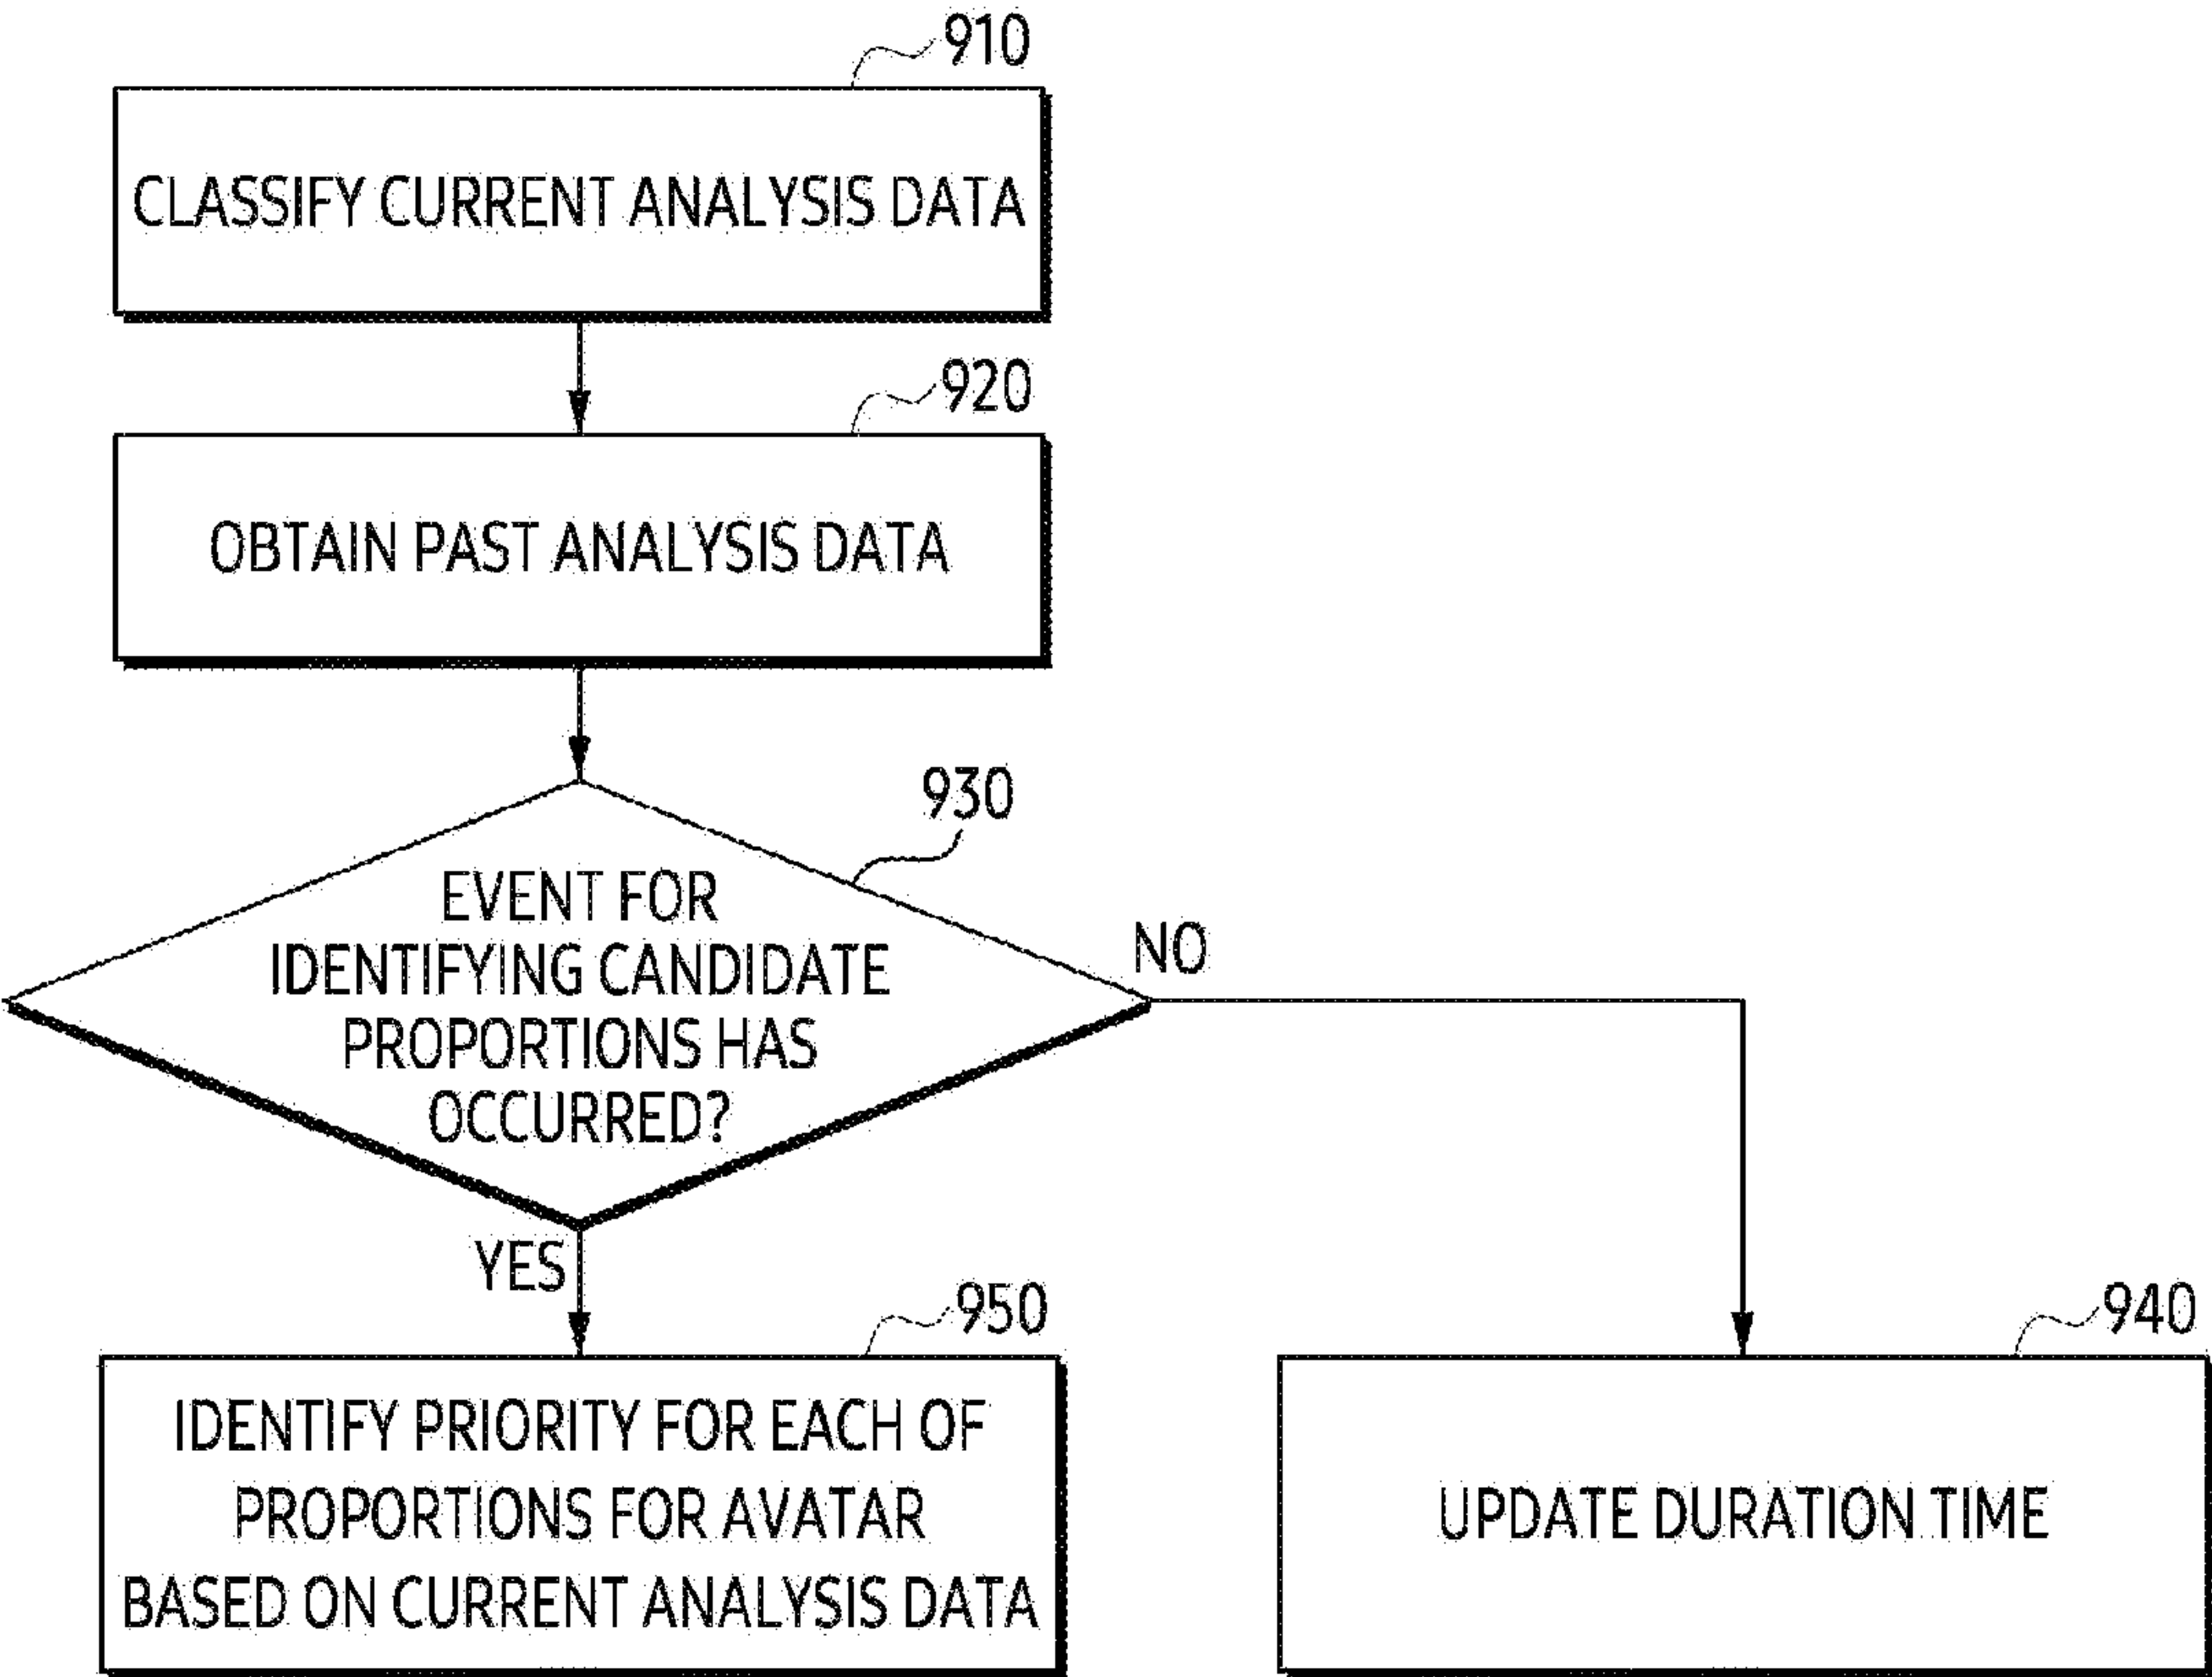 910
CLASSIFY CURRENT ANALYSIS DATA
920
OBTAIN PAST ANALYSIS DATA
930
EVENT FOR
IDENTIFYING CANDIDATE
PROPORTIONS HAS
OCCURRED?
NO
YES
950
IDENTIFY PRIORITY FOR EACH OF
PROPORTIONS FOR AVATAR
BASED ON CURRENT ANALYSIS DATA
940
UPDATE DURATION TIME